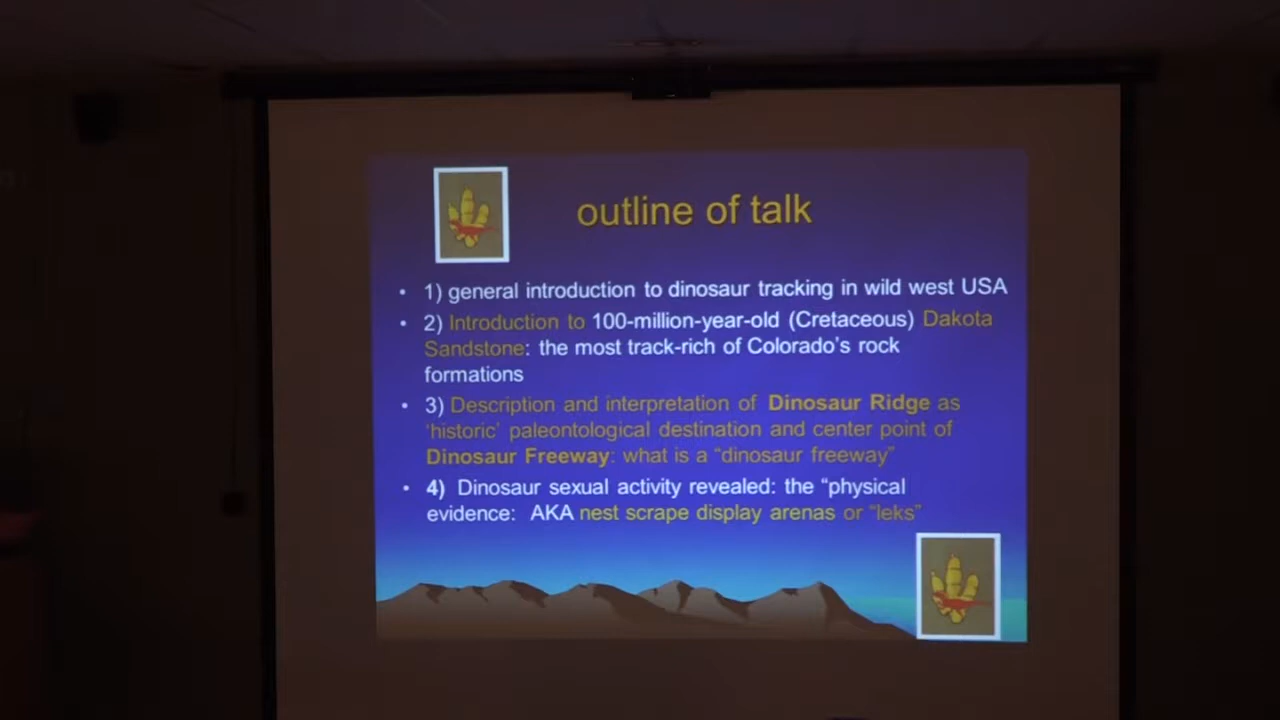 outline of talk
• 1) general introduction to dinosaur tracking in wild west USA
• 2) Introduction to 100-million-year-old (Cretaceous) Dakota
Sandstone: the most track-rich of Colorado's rock
formations
• 3) Description and interpretation of Dinosaur Ridge as
'historic' paleontological destination and center point of
Dinosaur Freeway: what is a "dinosaur freeway"
• 4) Dinosaur sexual activity revealed: the "physical
evidence: AKA nest scrape display arenas or "leks"